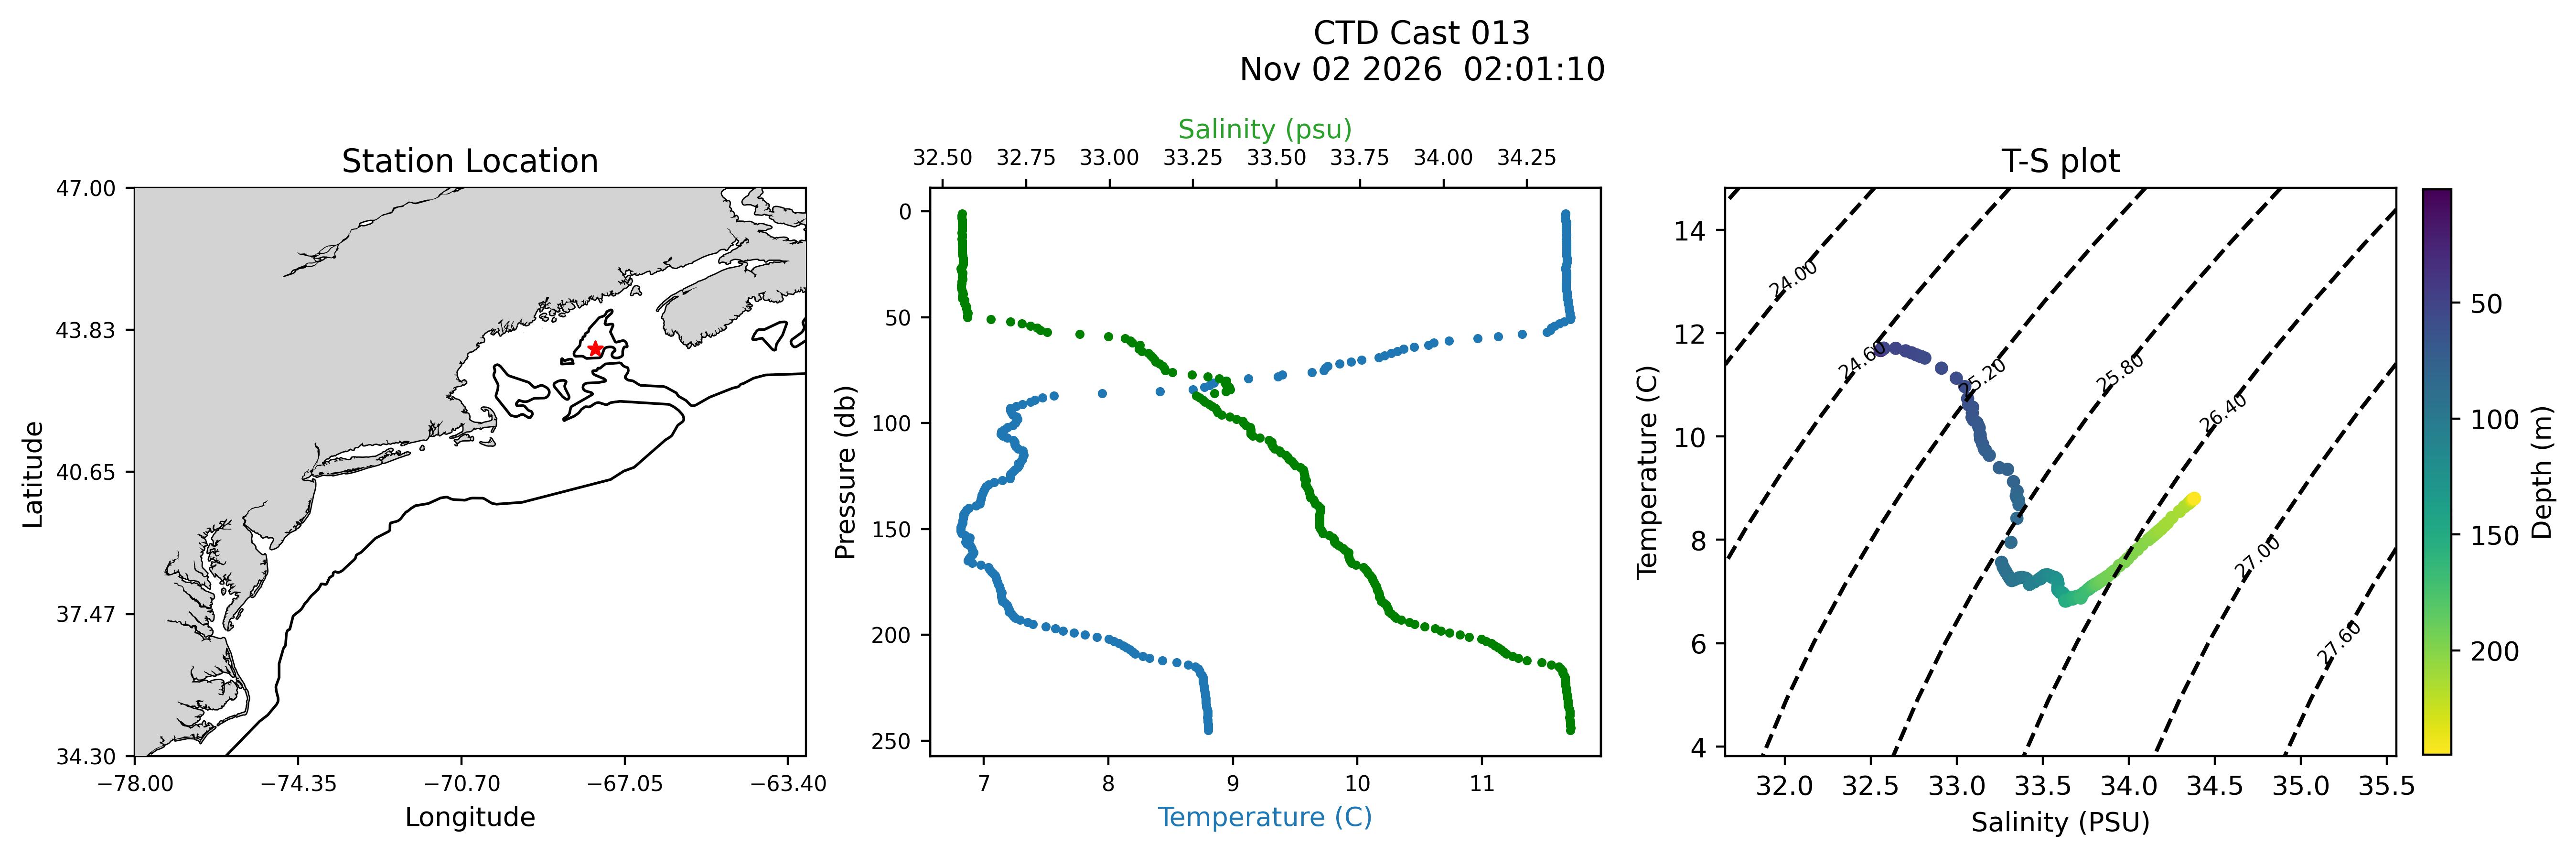 CTD Cast 013
Nov 02 2026  02:01:10
Station Location
47.00
43.83
40.65
37.47
34.30
Latitude
−78.00 −74.35 −70.70 −67.05 −63.40
Longitude
Salinity (psu)
32.50 32.75 33.00 33.25 33.50 33.75 34.00 34.25
0
50
100
150
200
250
Pressure (db)
7 8 9 10 11
Temperature (C)
T-S plot
14
12
10
8
6
4
Temperature (C)
24.00
24.60
25.20
25.80
26.40
27.00
27.60
32.0 32.5 33.0 33.5 34.0 34.5 35.0 35.5
Salinity (PSU)
50
100
150
200
Depth (m)